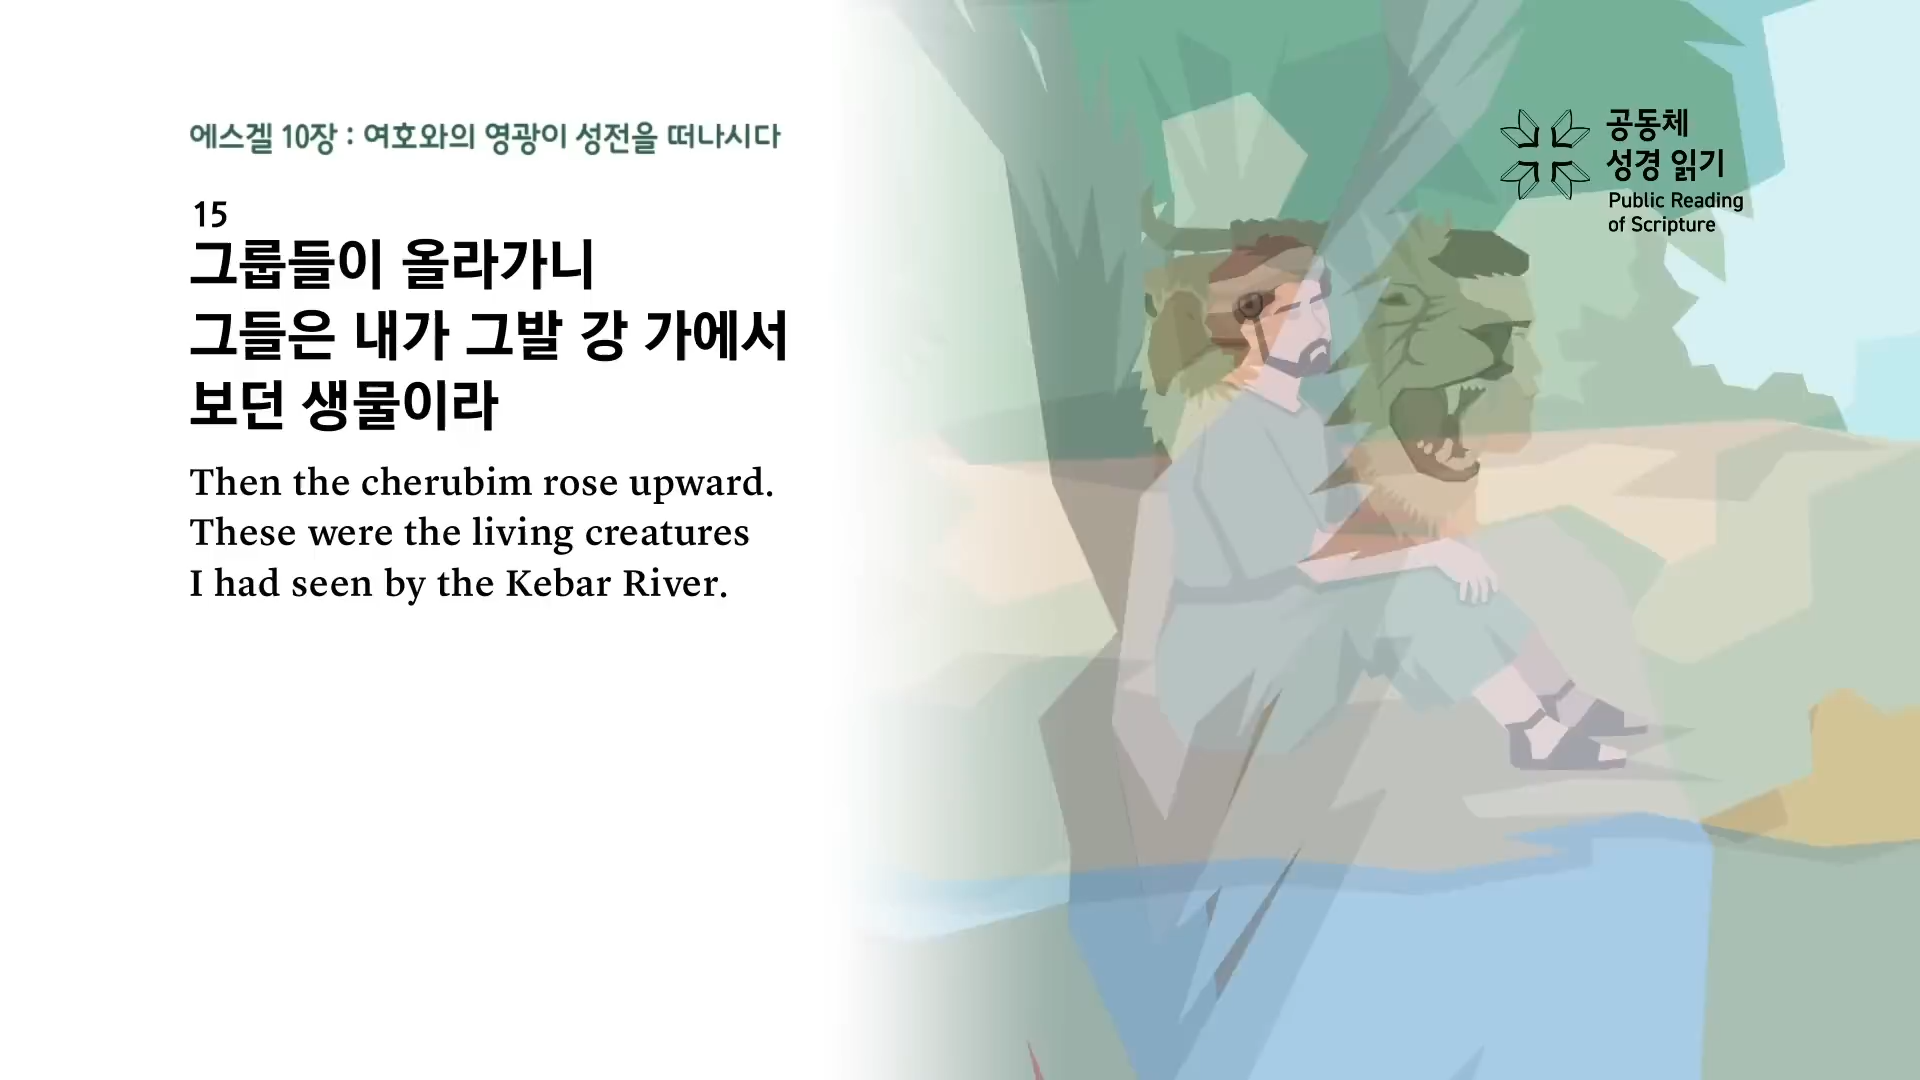 에스겔 10장 : 여호와의 영광이 성전을 떠나시다
15
그룹들이 올라가니
그들은 내가 그발 강 가에서
보던 생물이라
Then the cherubim rose upward.
These were the living creatures
I had seen by the Kebar River.
공동체
성경 읽기
Public Reading
of Scripture